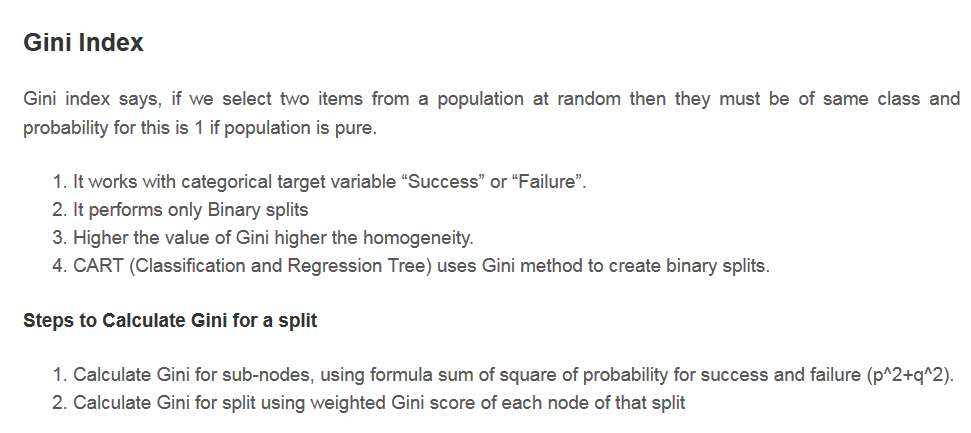 Gini Index
Gini index says, if we select two items from a population at random then they must be of same class and
probability for this is 1 if population is pure.
1. It works with categorical target variable “Success” or “Failure”.
2. It performs only Binary splits
3. Higher the value of Gini higher the homogeneity.
4. CART (Classification and Regression Tree) uses Gini method to create binary splits.
Steps to Calculate Gini for a split
1. Calculate Gini for sub-nodes, using formula sum of square of probability for success and failure (p^2+q^2).
2. Calculate Gini for split using weighted Gini score of each node of that split